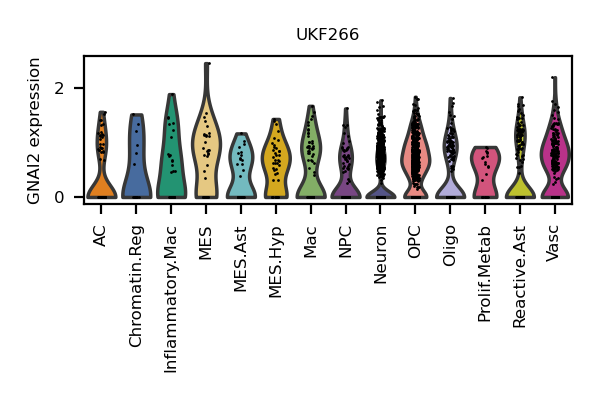 UKF266
GNAI2 expression
2
0
AC
Chromatin.Reg
Inflammatory.Mac
MES
MES.Ast
MES.Hyp
Mac
NPC
Neuron
OPC
Oligo
Prolif.Metab
Reactive.Ast
Vasc